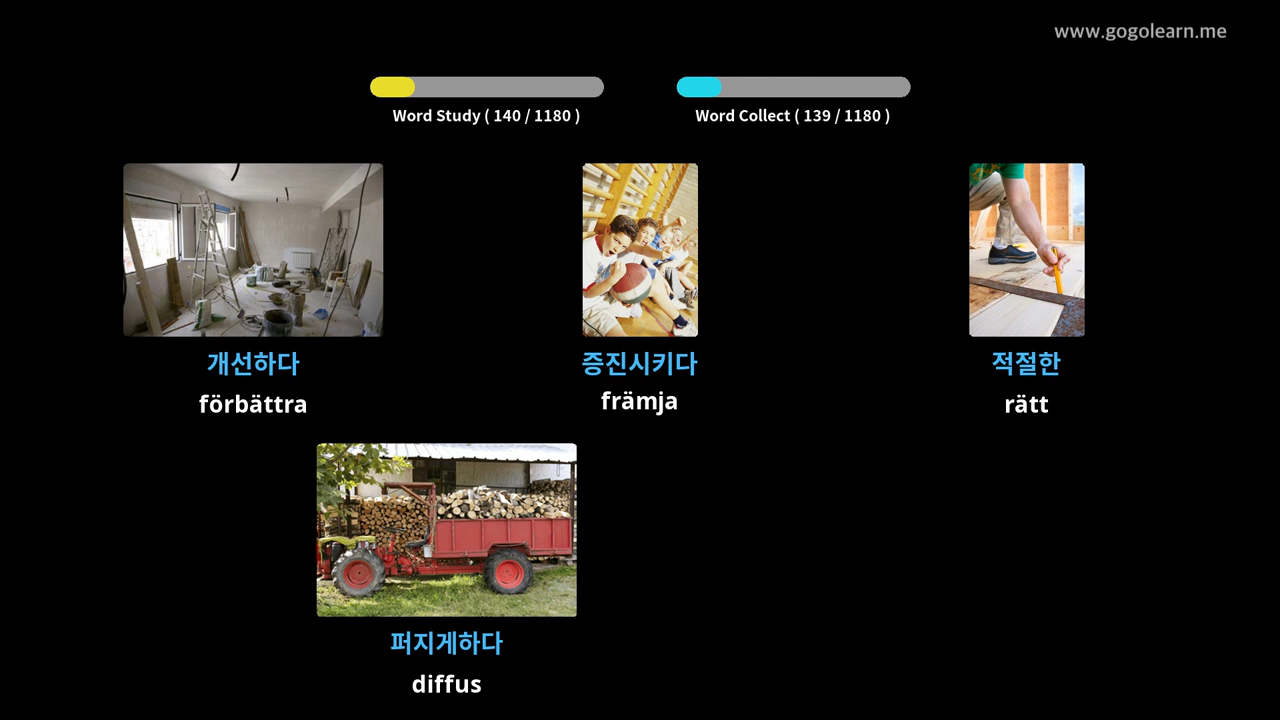 www.gogolearn.me
Word Study ( 140 / 1180 )
Word Collect ( 139 / 1180 )
개선하다
증진시키다
적절한
förbättra
främja
rätt
퍼지게하다
diffus